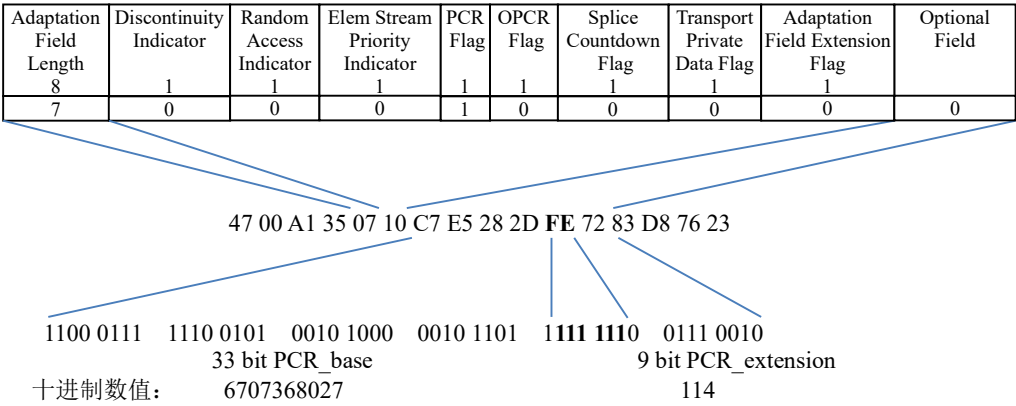 Adaptation Field Length 8 Discontinuity Indicator 1 Random Access Indicator 1 Elem Stream Priority Indicator 1 PCR Flag 1 OPCR Flag 1 Splice Countdown Flag 1 Transport Private Data Flag 1 Adaptation Field Extension Flag 1 Optional Field
7 0 0 0 1 0 0 0 0 0
47 00 A1 35 07 10 C7 E5 28 2D FE 72 83 D8 76 23
1100 0111 1110 0101 0010 1000 0010 1101 1111 1110 0111 0010
33 bit PCR_base 9 bit PCR_extension
十进制数值： 6707368027 114